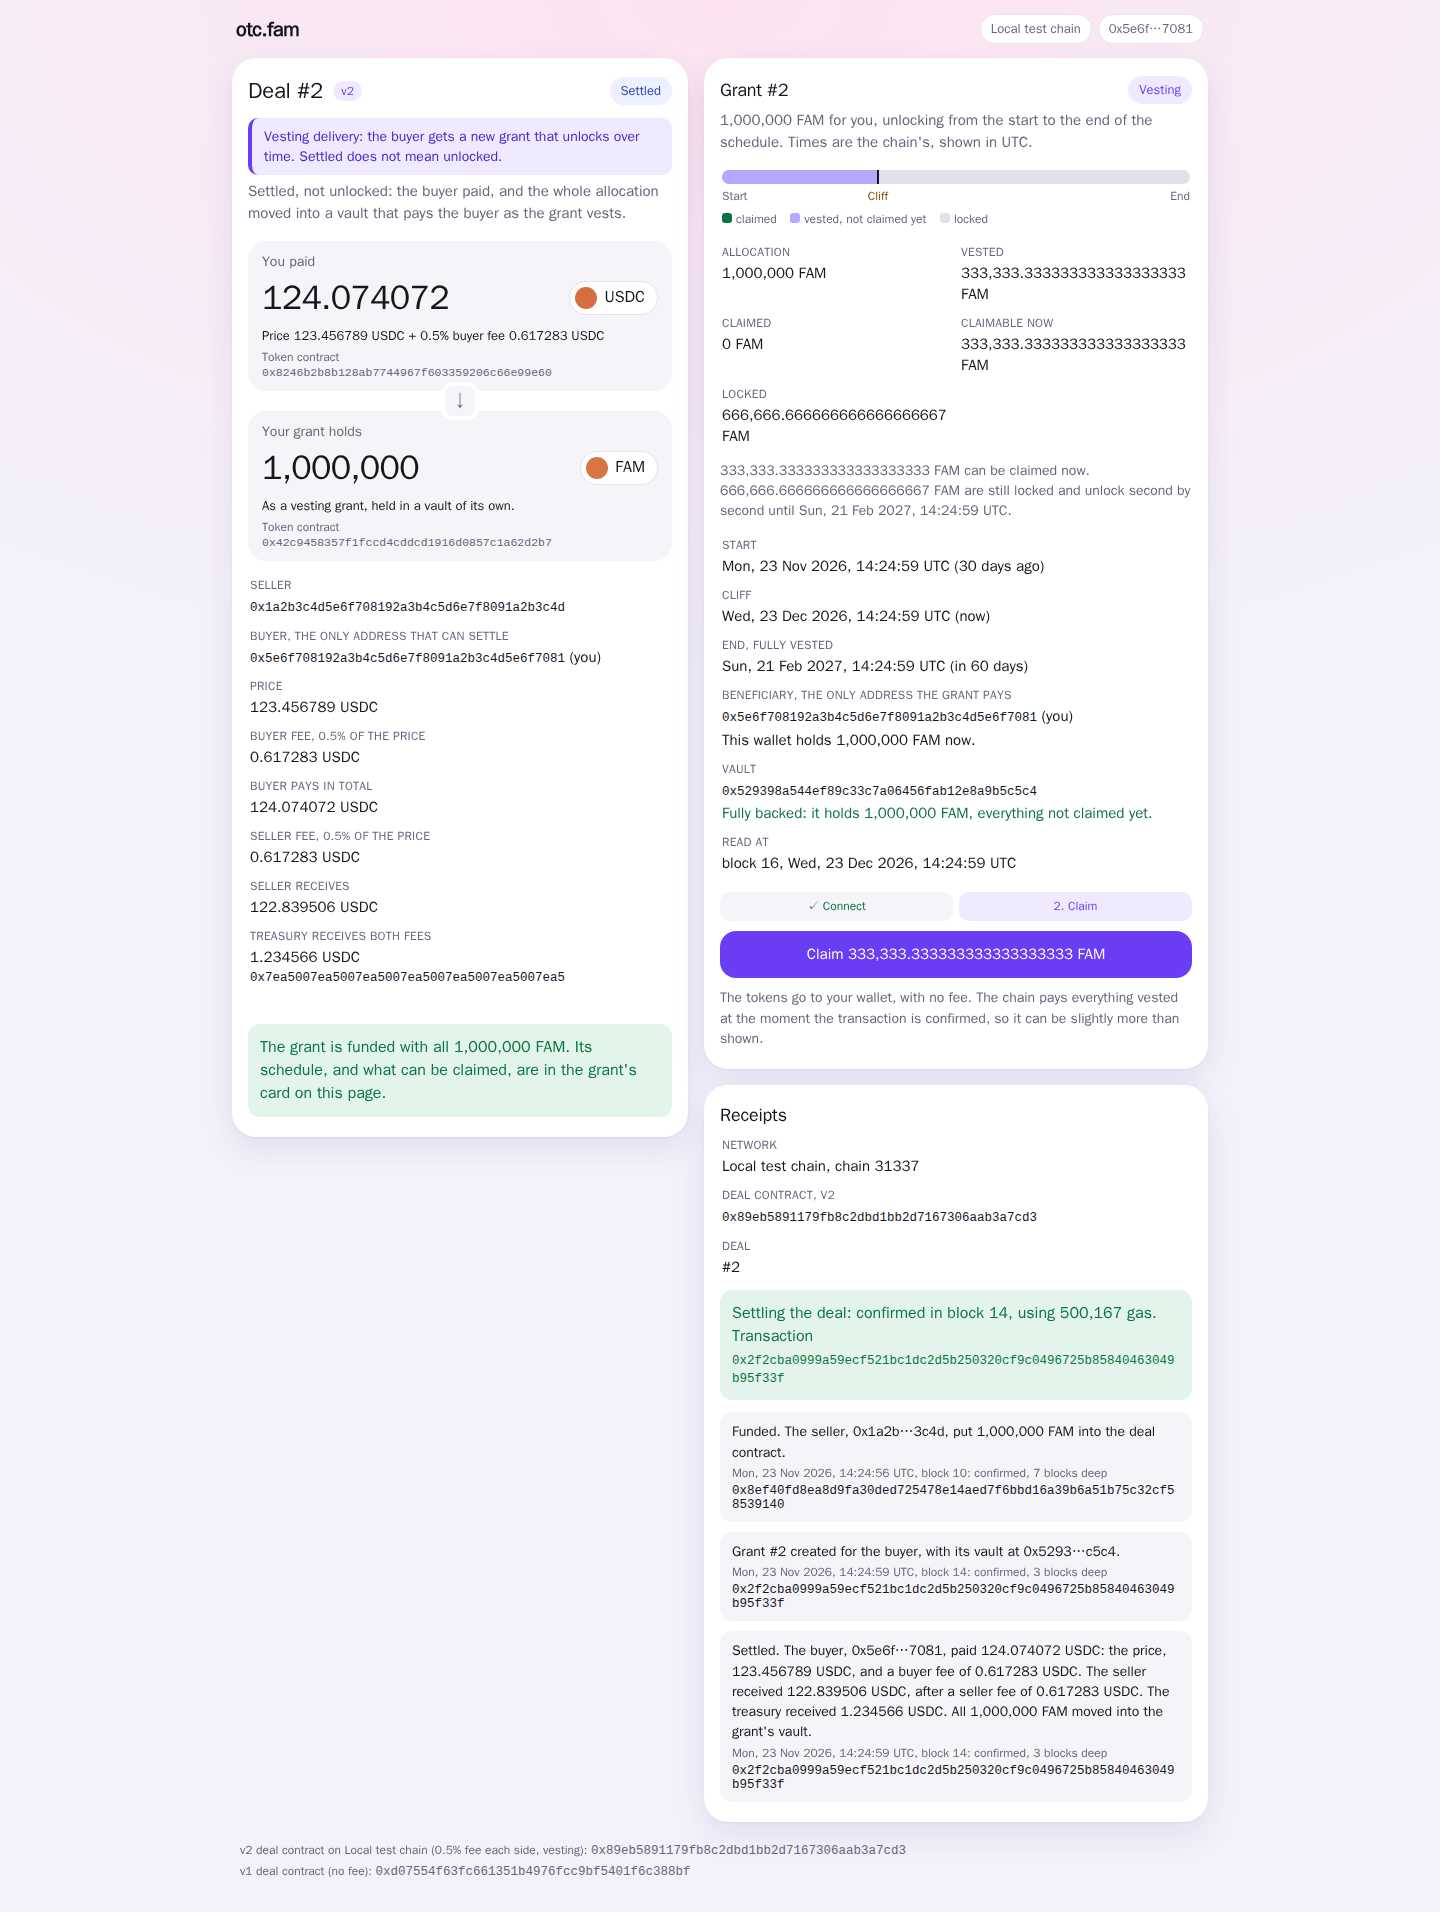 otc.fam
Local test chain
0x5e6f···7081
Deal #2
v2
Settled
Vesting delivery: the buyer gets a new grant that unlocks over
time. Settled does not mean unlocked.
Settled, not unlocked: the buyer paid, and the whole allocation
moved into a vault that pays the buyer as the grant vests.
You paid
124.074072
USDC
Price 123.456789 USDC + 0.5% buyer fee 0.617283 USDC
Token contract
0x8246b2b8b128ab7744967f603359206c66e99e60
↓
Your grant holds
1,000,000
FAM
As a vesting grant, held in a vault of its own.
Token contract
0x42c9458357f1fccd4cddcd1916d0857c1a62d2b7
SELLER
0x1a2b3c4d5e6f708192a3b4c5d6e7f8091a2b3c4d
BUYER, THE ONLY ADDRESS THAT CAN SETTLE
0x5e6f708192a3b4c5d6e7f8091a2b3c4d5e6f7081 (you)
PRICE
123.456789 USDC
BUYER FEE, 0.5% OF THE PRICE
0.617283 USDC
BUYER PAYS IN TOTAL
124.074072 USDC
SELLER FEE, 0.5% OF THE PRICE
0.617283 USDC
SELLER RECEIVES
122.839506 USDC
TREASURY RECEIVES BOTH FEES
1.234566 USDC
0x7ea5007ea5007ea5007ea5007ea5007ea5007ea5
The grant is funded with all 1,000,000 FAM. Its
schedule, and what can be claimed, are in the grant's
card on this page.
Grant #2
Vesting
1,000,000 FAM for you, unlocking from the start to the end of the
schedule. Times are the chain's, shown in UTC.
Start
Cliff
End
claimed
vested, not claimed yet
locked
ALLOCATION
1,000,000 FAM
VESTED
333,333.333333333333333333
FAM
CLAIMED
0 FAM
CLAIMABLE NOW
333,333.333333333333333333
FAM
LOCKED
666,666.666666666666666667
FAM
333,333.333333333333333333 FAM can be claimed now.
666,666.666666666666666667 FAM are still locked and unlock second by
second until Sun, 21 Feb 2027, 14:24:59 UTC.
START
Mon, 23 Nov 2026, 14:24:59 UTC (30 days ago)
CLIFF
Wed, 23 Dec 2026, 14:24:59 UTC (now)
END, FULLY VESTED
Sun, 21 Feb 2027, 14:24:59 UTC (in 60 days)
BENEFICIARY, THE ONLY ADDRESS THE GRANT PAYS
0x5e6f708192a3b4c5d6e7f8091a2b3c4d5e6f7081 (you)
This wallet holds 1,000,000 FAM now.
VAULT
0x529398a544ef89c33c7a06456fab12e8a9b5c5c4
Fully backed: it holds 1,000,000 FAM, everything not claimed yet.
READ AT
block 16, Wed, 23 Dec 2026, 14:24:59 UTC
✓ Connect
2. Claim
Claim 333,333.333333333333333333 FAM
The tokens go to your wallet, with no fee. The chain pays everything vested
at the moment the transaction is confirmed, so it can be slightly more than
shown.
Receipts
NETWORK
Local test chain, chain 31337
DEAL CONTRACT, V2
0x89eb5891179fb8c2dbd1bb2d7167306aab3a7cd3
DEAL
#2
Settling the deal: confirmed in block 14, using 500,167 gas.
Transaction
0x2f2cba0999a59ecf521bc1dc2d5b250320cf9c0496725b85840463049
b95f33f
Funded. The seller, 0x1a2b···3c4d, put 1,000,000 FAM into the deal
contract.
Mon, 23 Nov 2026, 14:24:56 UTC, block 10: confirmed, 7 blocks deep
0x8ef40fd8ea8d9fa30ded725478e14aed7f6bbd16a39b6a51b75c32cf5
8539140
Grant #2 created for the buyer, with its vault at 0x5293···c5c4.
Mon, 23 Nov 2026, 14:24:59 UTC, block 14: confirmed, 3 blocks deep
0x2f2cba0999a59ecf521bc1dc2d5b250320cf9c0496725b85840463049
b95f33f
Settled. The buyer, 0x5e6f···7081, paid 124.074072 USDC: the price,
123.456789 USDC, and a buyer fee of 0.617283 USDC. The seller
received 122.839506 USDC, after a seller fee of 0.617283 USDC. The
treasury received 1.234566 USDC. All 1,000,000 FAM moved into the
grant's vault.
Mon, 23 Nov 2026, 14:24:59 UTC, block 14: confirmed, 3 blocks deep
0x2f2cba0999a59ecf521bc1dc2d5b250320cf9c0496725b85840463049
b95f33f
v2 deal contract on Local test chain (0.5% fee each side, vesting): 0x89eb5891179fb8c2dbd1bb2d7167306aab3a7cd3
v1 deal contract (no fee): 0xd07554f63fc661351b4976fcc9bf5401f6c388bf